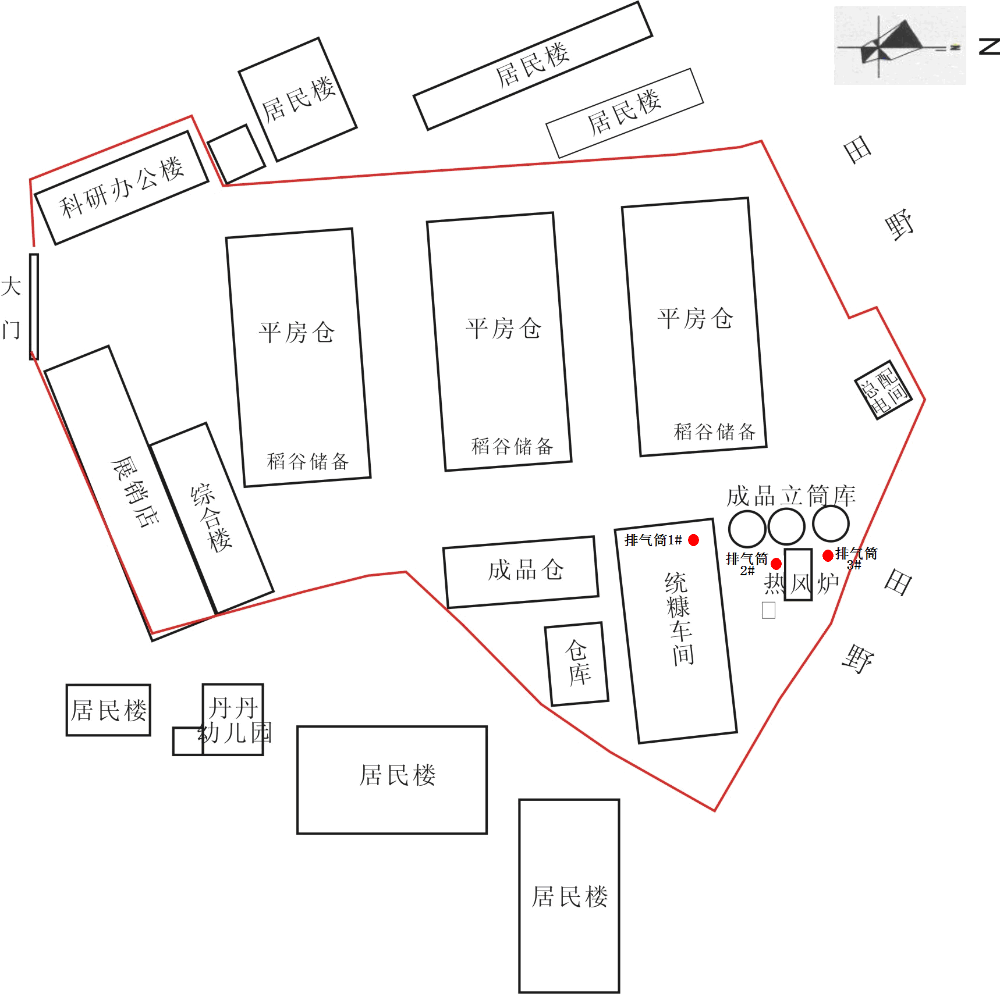 N
居民楼
居民楼
居民楼
田
野
科研办公楼
大
门
平房仓
平房仓
平房仓
总配
电间
稻谷储备
稻谷储备
稻谷储备
展销店
综合楼
成品立筒库
排气筒1#
排气筒
2#
排气筒
3#
成品仓
热风炉
统糠车间
仓库
田
野
居民楼
丹丹
幼儿园
居民楼
居民楼